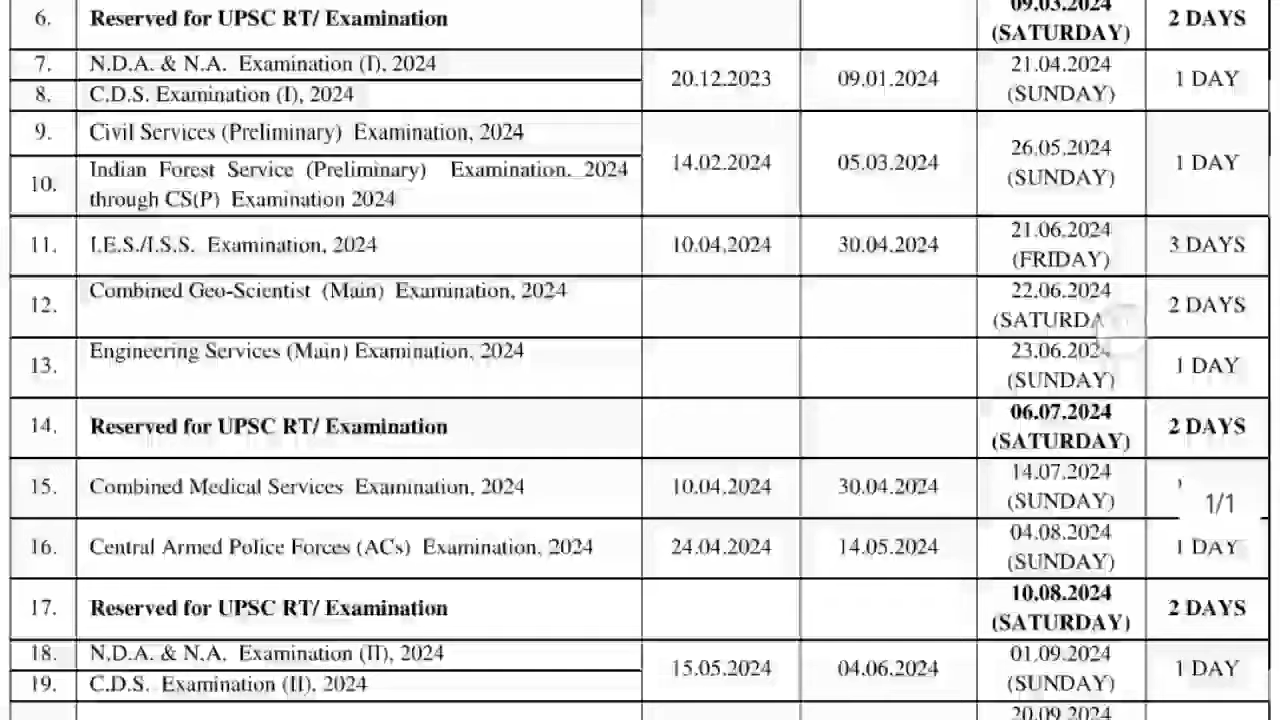 6. Reserved for UPSC RT/ Examination 09.03.2024 (SATURDAY) 2 DAYS
7. N.D.A. & N.A. Examination (I), 2024 20.12.2023 09.01.2024 21.04.2024 (SUNDAY) 1 DAY
8. C.D.S. Examination (I), 2024
9. Civil Services (Preliminary) Examination, 2024 14.02.2024 05.03.2024 26.05.2024 (SUNDAY) 1 DAY
10. Indian Forest Service (Preliminary) Examination. 2024
through CS(P) Examination 2024
11. I.E.S./I.S.S. Examination, 2024 10.04.2024 30.04.2024 21.06.2024 (FRIDAY) 3 DAYS
12. Combined Geo-Scientist (Main) Examination, 2024 22.06.2024 (SATURDA 2 DAYS
13. Engineering Services (Main) Examination, 2024 23.06.2024 (SUNDAY) 1 DAY
14. Reserved for UPSC RT/ Examination 06.07.2024 (SATURDAY) 2 DAYS
15. Combined Medical Services Examination, 2024 10.04.2024 30.04.2024 14.07.2024 (SUNDAY)
1/1
16. Central Armed Police Forces (ACs) Examination, 2024 24.04.2024 14.05.2024 04.08.2024 (SUNDAY) 1 DAY
17. Reserved for UPSC RT/ Examination 10.08.2024 (SATURDAY) 2 DAYS
18. N.D.A. & N.A. Examination (II), 2024 15.05.2024 04.06.2024 01.09.2024 (SUNDAY) 1 DAY
19. C.D.S. Examination (II), 2024
20.09.2024